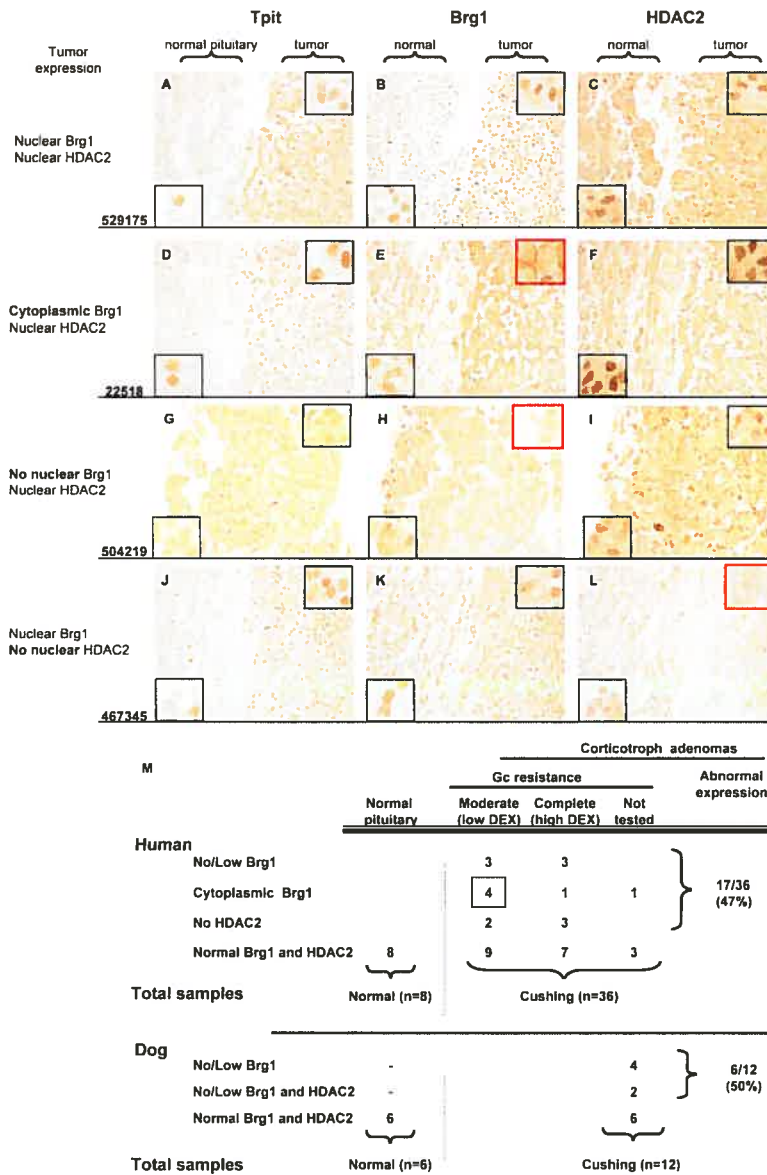 Tpit Brg1 HDAC2
Tumor expression
normal pituitary tumor normal tumor normal tumor
A B C
Nuclear Brg1
Nuclear HDAC2
529175
D E F
Cytoplasmic Brg1
Nuclear HDAC2
22518
G H I
No nuclear Brg1
Nuclear HDAC2
504219
J K L
Nuclear Brg1
No nuclear HDAC2
467345
M
Corticotroph adenomas
Gc resistance
Abnormal expression
Normal pituitary
Moderate (low DEX)
Complete (high DEX)
Not tested
Human
No/Low Brg1 3 3
Cytoplasmic Brg1 4 1 1
17/36 (47%)
No HDAC2 2 3
Normal Brg1 and HDAC2 8 9 7 3
Total samples Normal (n=8) Cushing (n=36)
Dog
No/Low Brg1 - 4
6/12 (50%)
No/Low Brg1 and HDAC2 - 2
Normal Brg1 and HDAC2 6 6
Total samples Normal (n=6) Cushing (n=12)